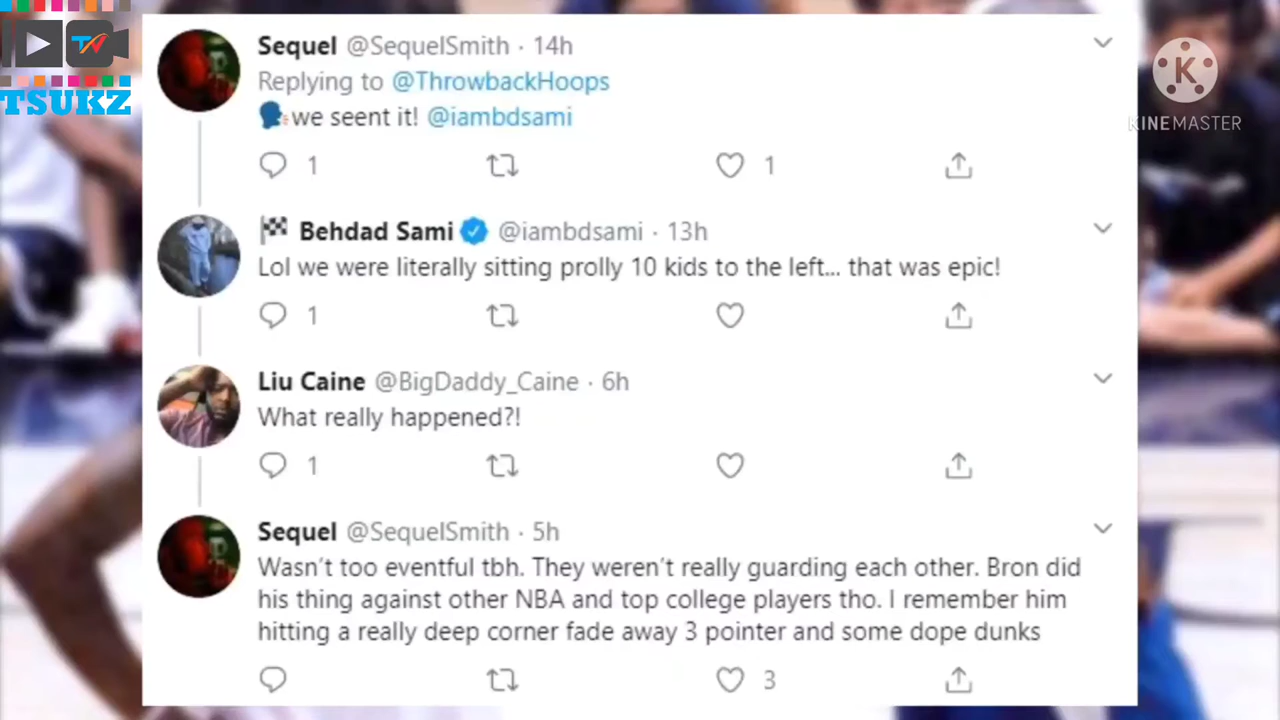 TSUKZ
KINEMASTER
K
Sequel @SequelSmith · 14h
Replying to @ThrowbackHoops
we seent it! @iambdsami
1 1
Behdad Sami @iambdsami · 13h
Lol we were literally sitting prolly 10 kids to the left... that was epic!
1
Liu Caine @BigDaddy_Caine · 6h
What really happened?!
1
Sequel @SequelSmith · 5h
Wasn't too eventful tbh. They weren't really guarding each other. Bron did
his thing against other NBA and top college players tho. I remember him
hitting a really deep corner fade away 3 pointer and some dope dunks
3